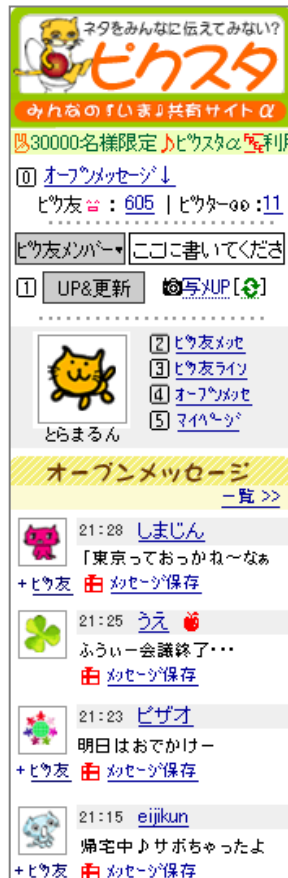 ネタをみんなに伝えてみない?
ピクスタ
みんなの『いま』共有サイトα
30000名様限定♪ピクスタα
0 オープンメッセージ↓
ピク友 : 605 | ピクター :11
ピク友メンバー ここに書いてくださ
1 UP&更新 写メUP[ ]
2 ピク友メッセ
3 ピク友ライン
4 オープンメッセ
5 マイページ
とらまるん
オープンメッセージ
一覧 >>
21:28 しまじん
「東京っておっかね～なぁ
+ピク友 メッセージ保存
21:25 うえ
ふうぃー会議終了・・・
メッセージ保存
21:23 ピザオ
明日はおでかけー
+ピク友 メッセージ保存
21:15 eijikun
帰宅中♪サボちゃったよ
+ピク友 メッセージ保存